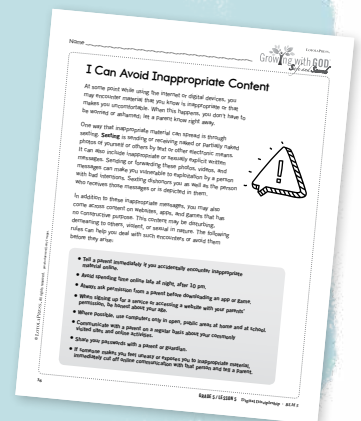 LOYOLAPRESS.
Name
Growing with GOD
Safe and Sound
I Can Avoid Inappropriate Content
At some point while using the internet or digital devices, you
may encounter material that you know is inappropriate or that
makes you uncomfortable. When this happens, you don't have to
be worried or ashamed; let a parent know right away.
One way that inappropriate material can spread is through
sexting. Sexting is sending or receiving naked or partially naked
photos of yourself or others by text or other electronic means.
It can also include inappropriate or sexually explicit written
messages. Sending or forwarding these photos, videos, and
messages can make you vulnerable to exploitation by a person
with bad intentions. Sexting dishonors you as well as the person
who receives those messages or is depicted in them.
In addition to these inappropriate messages, you may also
come across content on websites, apps, and games that has
no constructive purpose. This content may be disturbing,
demeaning to others, violent, or sexual in nature. The following
rules can help you deal with such encounters or avoid them
before they arise:
• Tell a parent immediately if you accidentally encounter inappropriate
material online.
• Avoid spending time online late at night, after 10 pm.
• Always ask permission from a parent before downloading an app or game.
• When signing up for a service or accessing a website with your parents'
permission, be honest about your age.
• Where possible, use computers only in open, public areas at home and at school.
• Communicate with a parent on a regular basis about your commonly
visited sites and online activities.
• Share your passwords with a parent or guardian.
• If someone makes you feel uneasy or exposes you to inappropriate material,
immediately cut off communication with that person and tell a parent.
GRADE 5 / LESSON 2